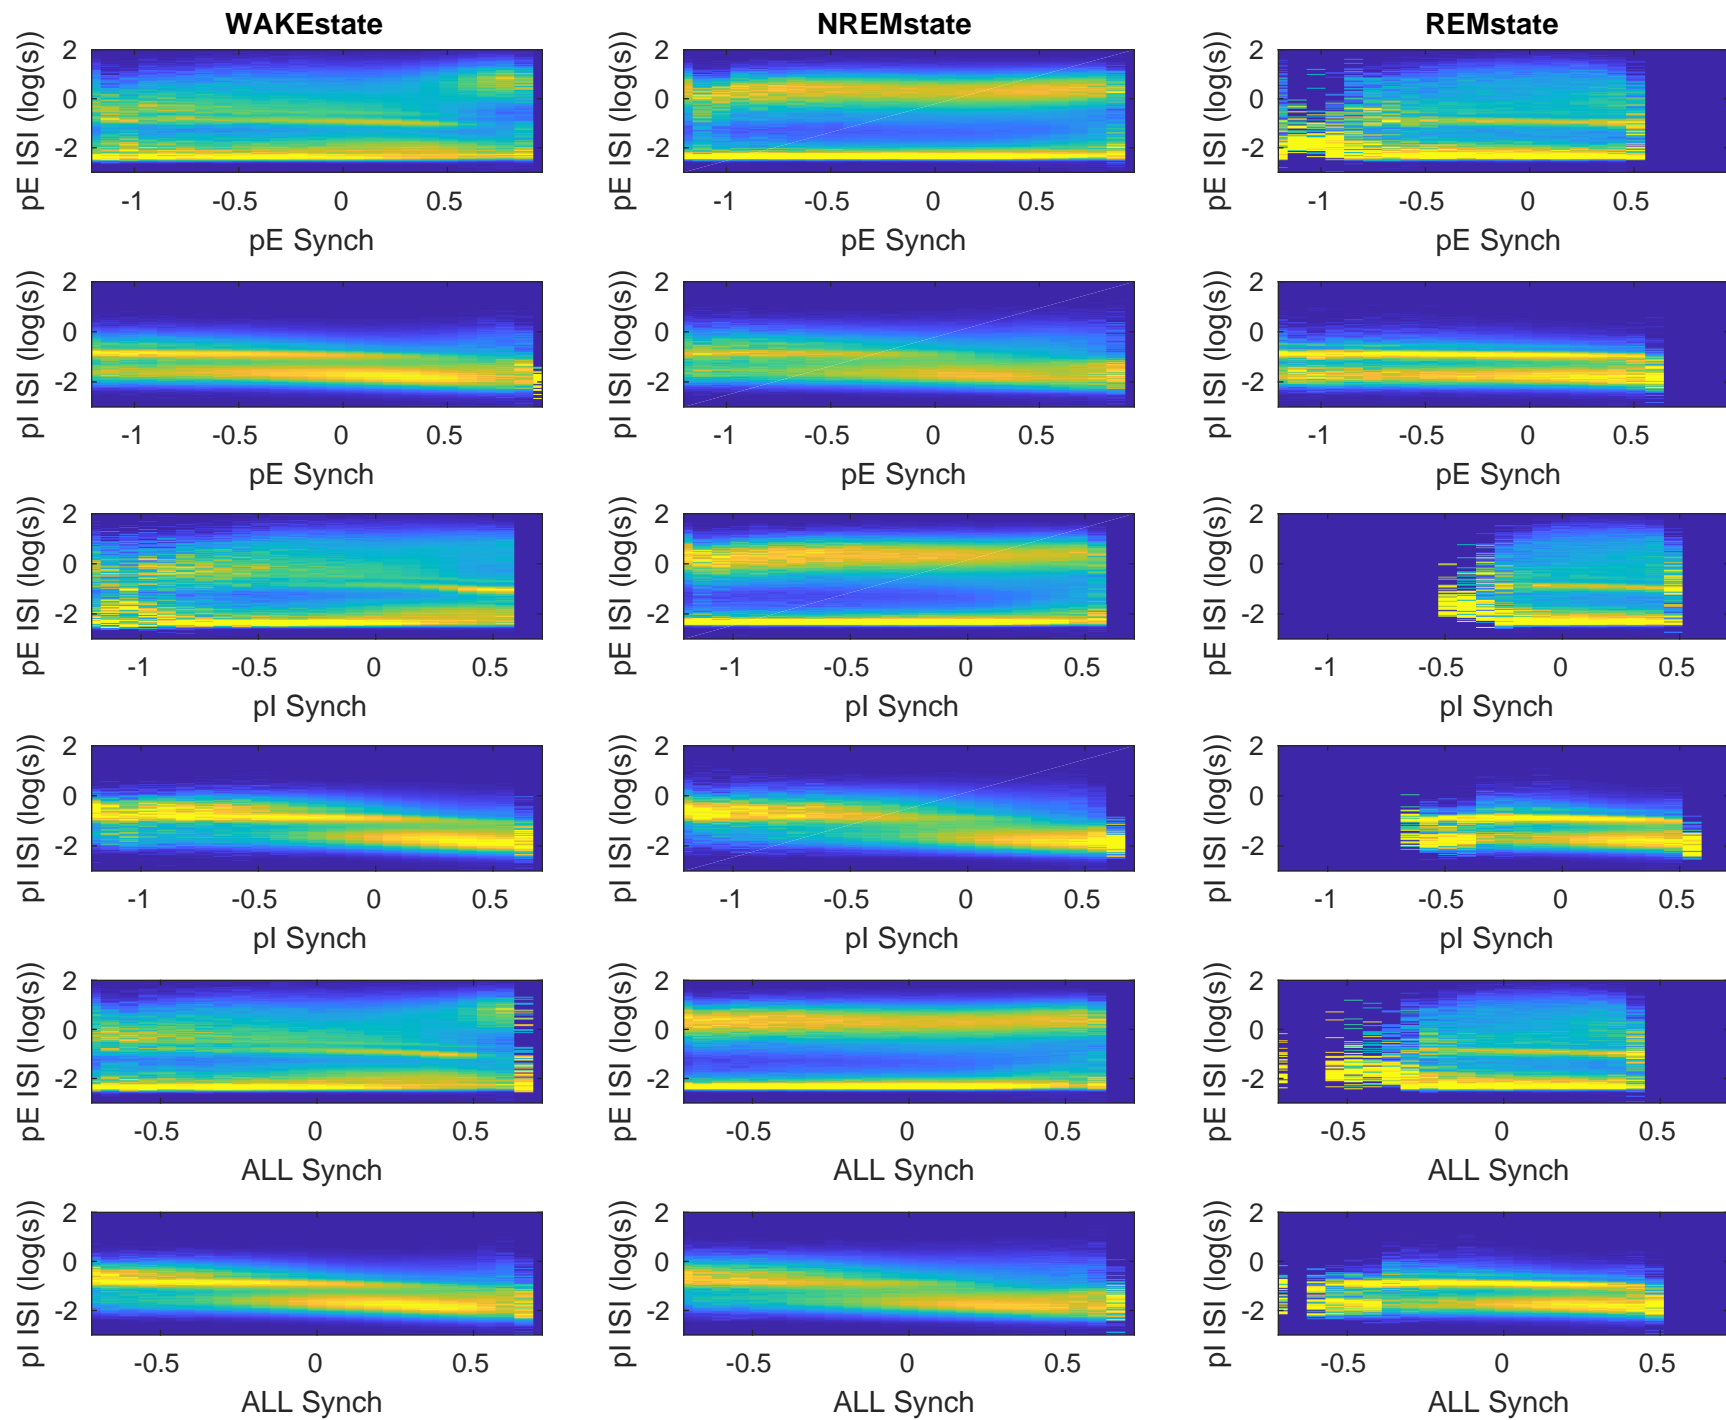 WAKEstate NREMstate REMstate
pE ISI (log(s)) 2 0 -2 pE ISI (log(s)) 2 0 -2 pE ISI (log(s)) 2 0 -2
-1 -0.5 0 0.5 -1 -0.5 0 0.5 -1 -0.5 0 0.5
pE Synch pE Synch pE Synch
pI ISI (log(s)) 2 0 -2 pI ISI (log(s)) 2 0 -2 pI ISI (log(s)) 2 0 -2
-1 -0.5 0 0.5 -1 -0.5 0 0.5 -1 -0.5 0 0.5
pE Synch pE Synch pE Synch
pE ISI (log(s)) 2 0 -2 pE ISI (log(s)) 2 0 -2 pE ISI (log(s)) 2 0 -2
-1 -0.5 0 0.5 -1 -0.5 0 0.5 -1 -0.5 0 0.5
pI Synch pI Synch pI Synch
pI ISI (log(s)) 2 0 -2 pI ISI (log(s)) 2 0 -2 pI ISI (log(s)) 2 0 -2
-1 -0.5 0 0.5 -1 -0.5 0 0.5 -1 -0.5 0 0.5
pI Synch pI Synch pI Synch
pE ISI (log(s)) 2 0 -2 pE ISI (log(s)) 2 0 -2 pE ISI (log(s)) 2 0 -2
-0.5 0 0.5 -0.5 0 0.5 -0.5 0 0.5
ALL Synch ALL Synch ALL Synch
pI ISI (log(s)) 2 0 -2 pI ISI (log(s)) 2 0 -2 pI ISI (log(s)) 2 0 -2
-0.5 0 0.5 -0.5 0 0.5 -0.5 0 0.5
ALL Synch ALL Synch ALL Synch